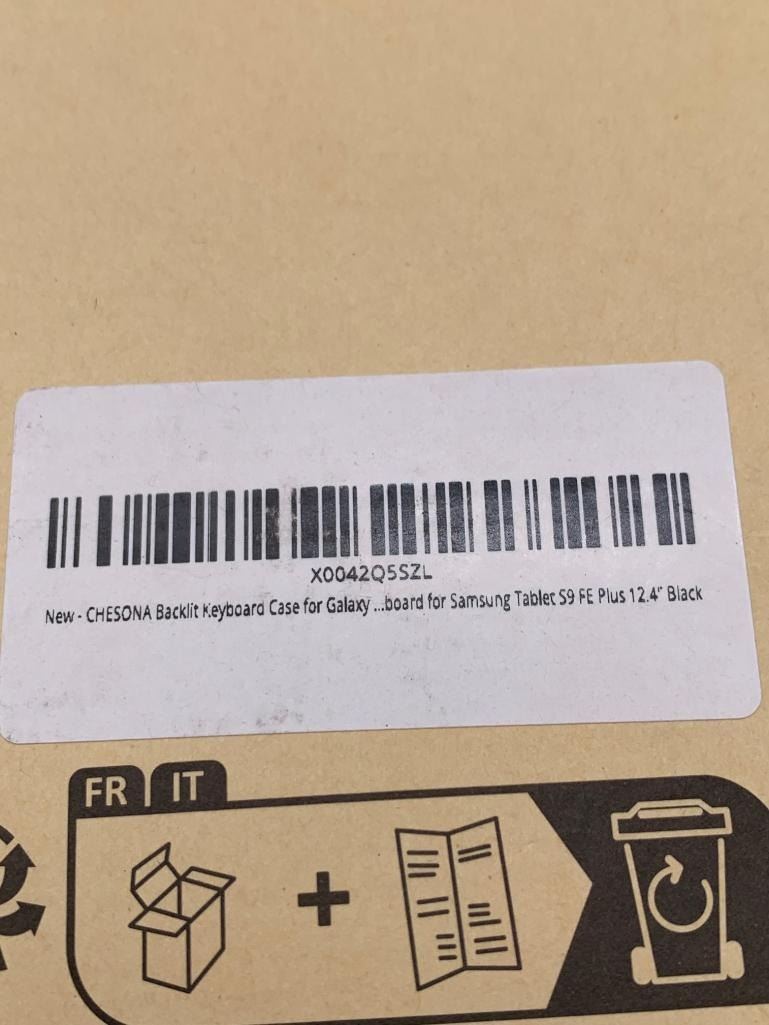 X0042Q5SZL
New - CHESONA Backlit Keyboard Case for Galaxy ...board for Samsung Tablet S9 FE Plus 12.4" Black
FR IT